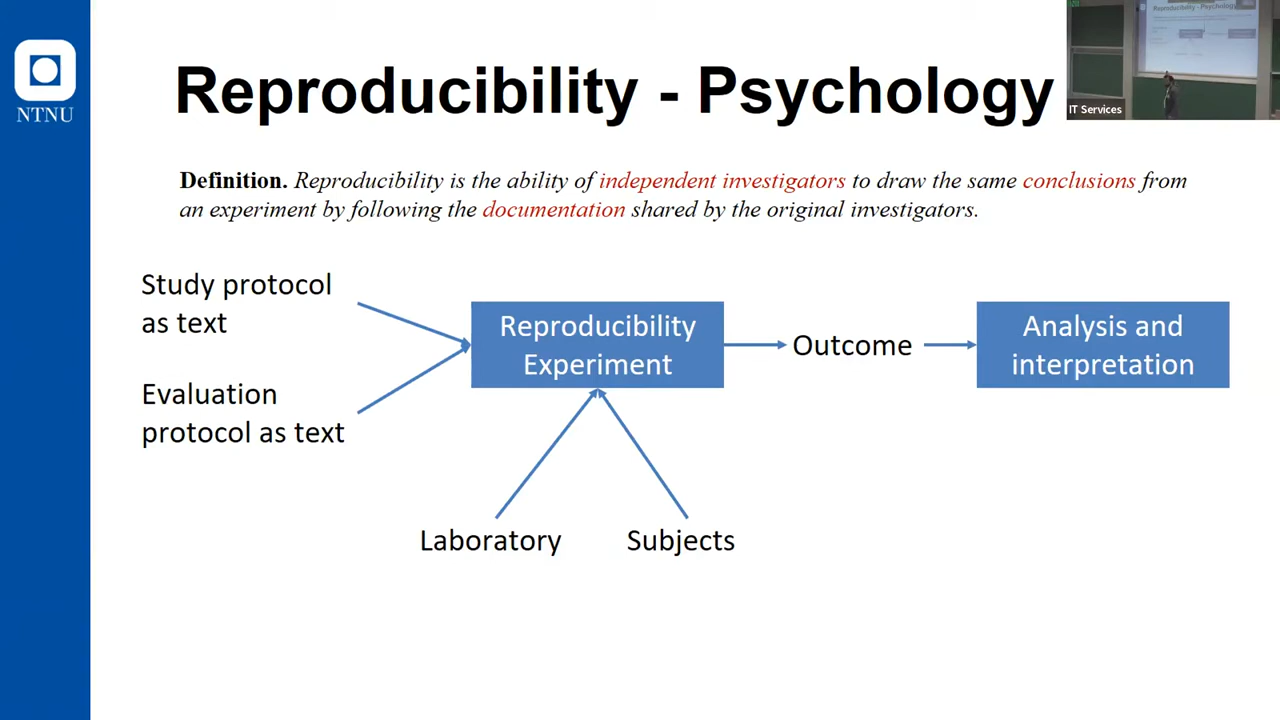 NTNU
Reproducibility - Psychology
Reproducibility - Psychology
IT Services
Definition. Reproducibility is the ability of independent investigators to draw the same conclusions from
an experiment by following the documentation shared by the original investigators.
Study protocol
as text
Evaluation
protocol as text
Reproducibility
Experiment
Outcome
Analysis and
interpretation
Laboratory
Subjects